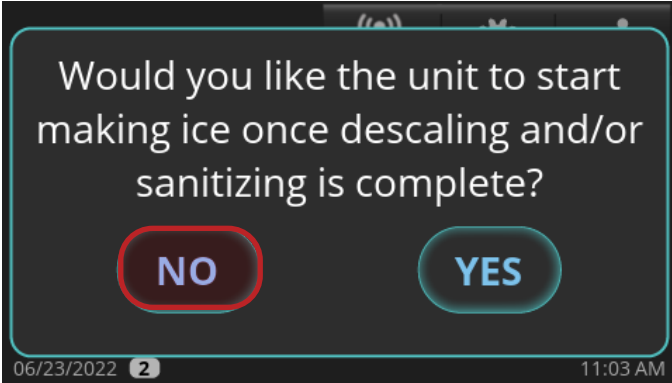 Would you like the unit to start
making ice once descaling and/or
sanitizing is complete?
NO YES
06/23/2022 2 11:03 AM